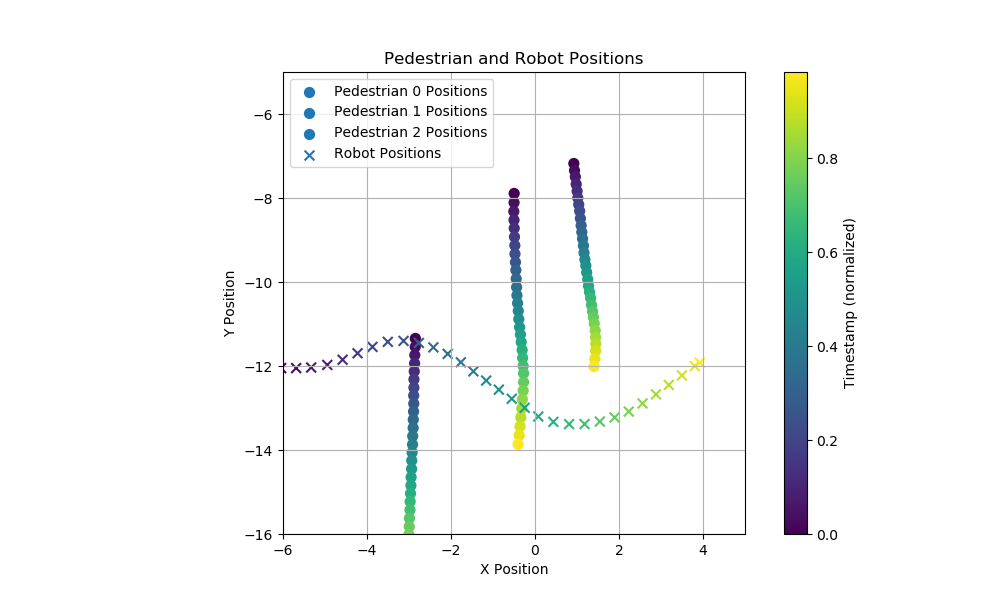 Pedestrian and Robot Positions
Pedestrian 0 Positions
Pedestrian 1 Positions
Pedestrian 2 Positions
Robot Positions
Y Position
−6
−8
−10
−12
−14
−16
−6
−4
−2
0
2
4
X Position
0.8
0.6
0.4
0.2
0.0
Timestamp (normalized)